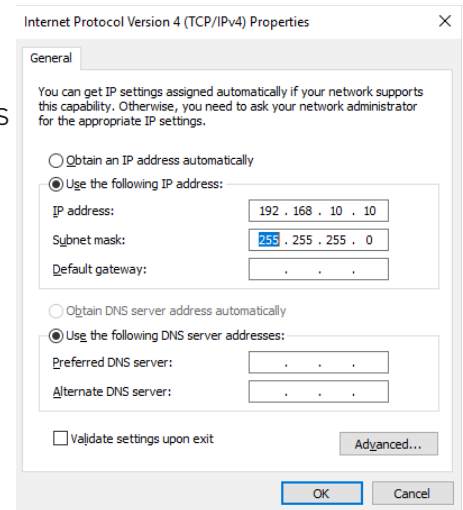 Internet Protocol Version 4 (TCP/IPv4) Properties
General
You can get IP settings assigned automatically if your network supports
this capability. Otherwise, you need to ask your network administrator
for the appropriate IP settings.
s
Obtain an IP address automatically
Use the following IP address:
IP address: 192 . 168 . 10 . 10
Subnet mask: 255 . 255 . 255 . 0
Default gateway: . . .
Obtain DNS server address automatically
Use the following DNS server addresses:
Preferred DNS server: . . .
Alternate DNS server: . . .
Validate settings upon exit
Advanced...
OK Cancel